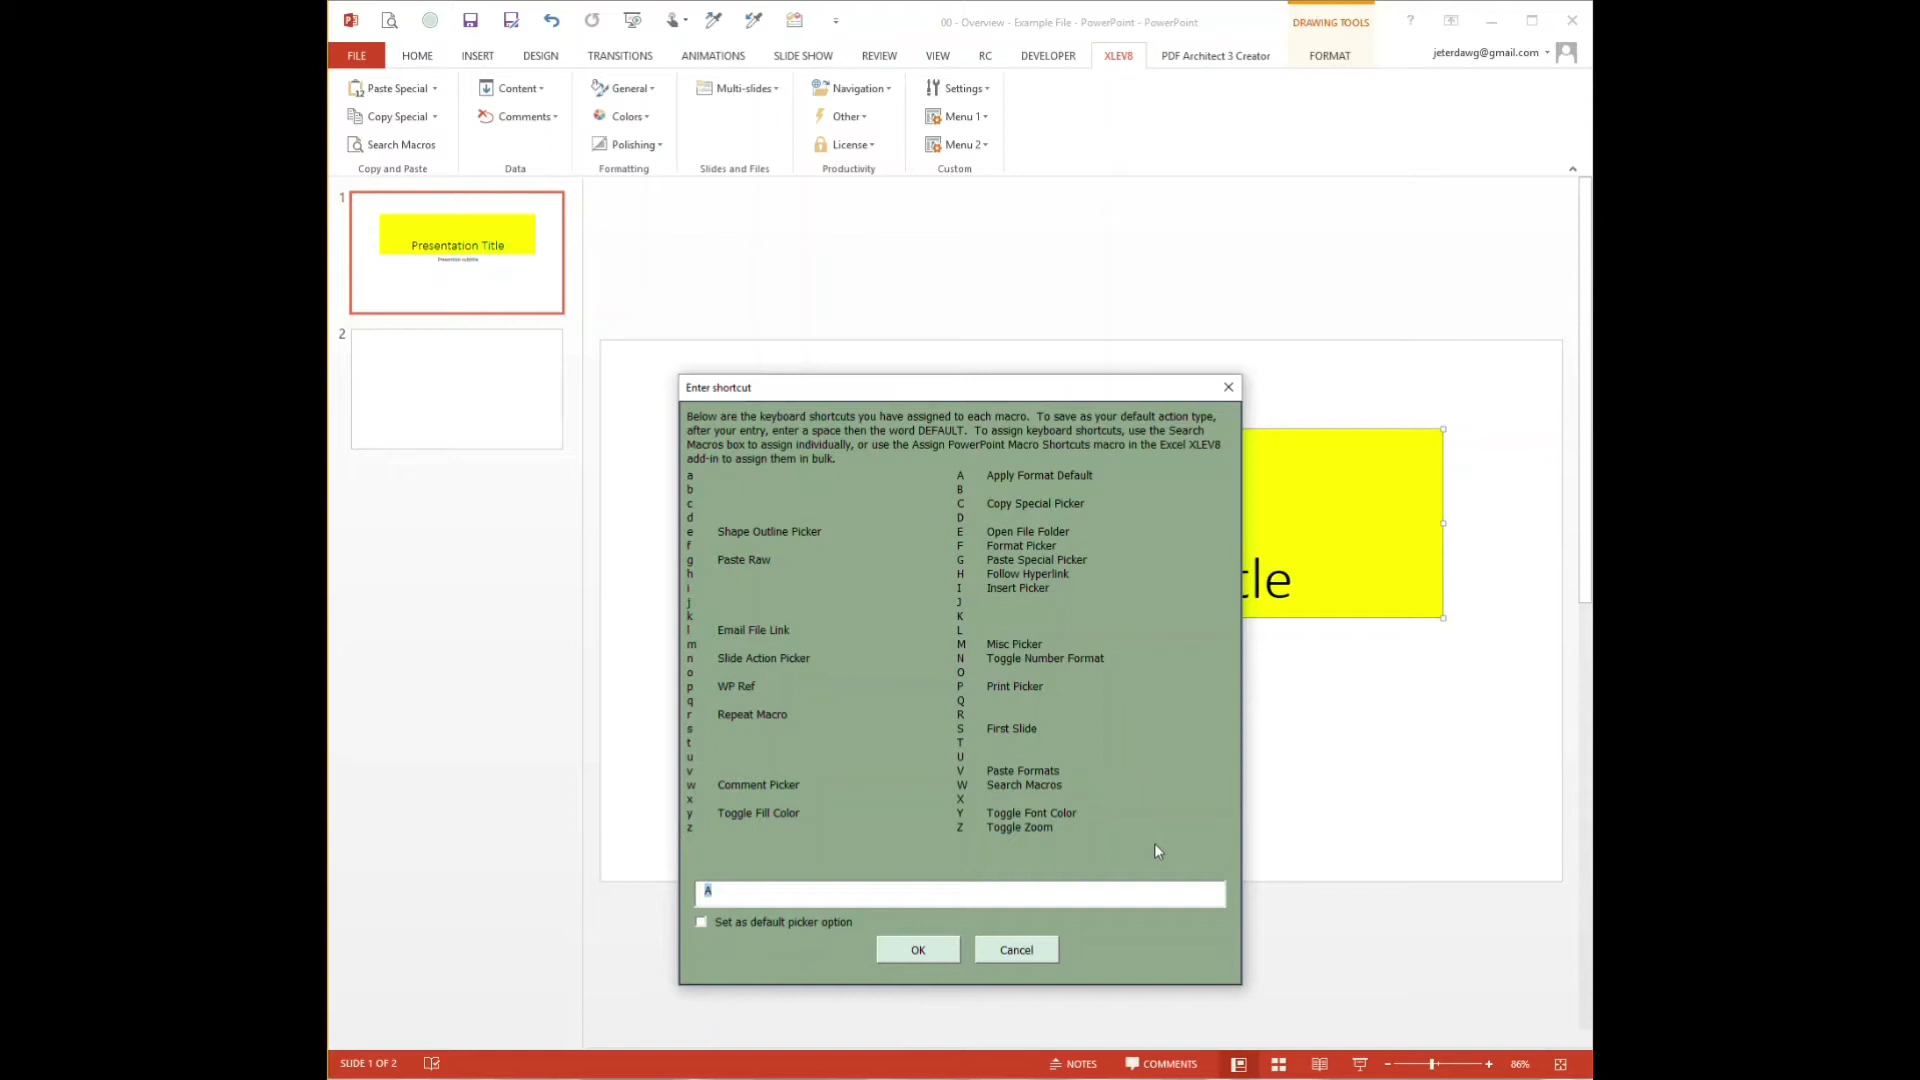 00 - Overview - Example File - PowerPoint - PowerPoint
DRAWING TOOLS
?
FILE HOME INSERT DESIGN TRANSITIONS ANIMATIONS SLIDE SHOW REVIEW VIEW RC DEVELOPER XLEV8 PDF Architect 3 Creator FORMAT
jeterdawg@gmail.com
Paste Special Content General Multi-slides Navigation Settings
Copy Special Comments Colors Other Menu 1
Search Macros Polishing License Menu 2
Copy and Paste Data Formatting Slides and Files Productivity Custom
1
Presentation Title
Presention subtitle
2
Enter shortcut
Below are the keyboard shortcuts you have assigned to each macro. To save as your default action type,
after your entry, enter a space then the word DEFAULT. To assign keyboard shortcuts, use the Search
Macros box to assign individually, or use the Assign PowerPoint Macro Shortcuts macro in the Excel XLEV8
add-in to assign them in bulk.
a A Apply Format Default
b B
c C Copy Special Picker
d D
e Shape Outline Picker E Open File Folder
f F Format Picker
g Paste Raw G Paste Special Picker
h H Follow Hyperlink
i I Insert Picker
j J
k K
l Email File Link L
m M Misc Picker
n Slide Action Picker N Toggle Number Format
o O
p WP Ref P Print Picker
q Q
r Repeat Macro R
s S First Slide
t T
u U
v V Paste Formats
w Comment Picker W Search Macros
x X
y Toggle Fill Color Y Toggle Font Color
z Z Toggle Zoom
tle
A
Set as default picker option
OK Cancel
SLIDE 1 OF 2 NOTES COMMENTS 86%